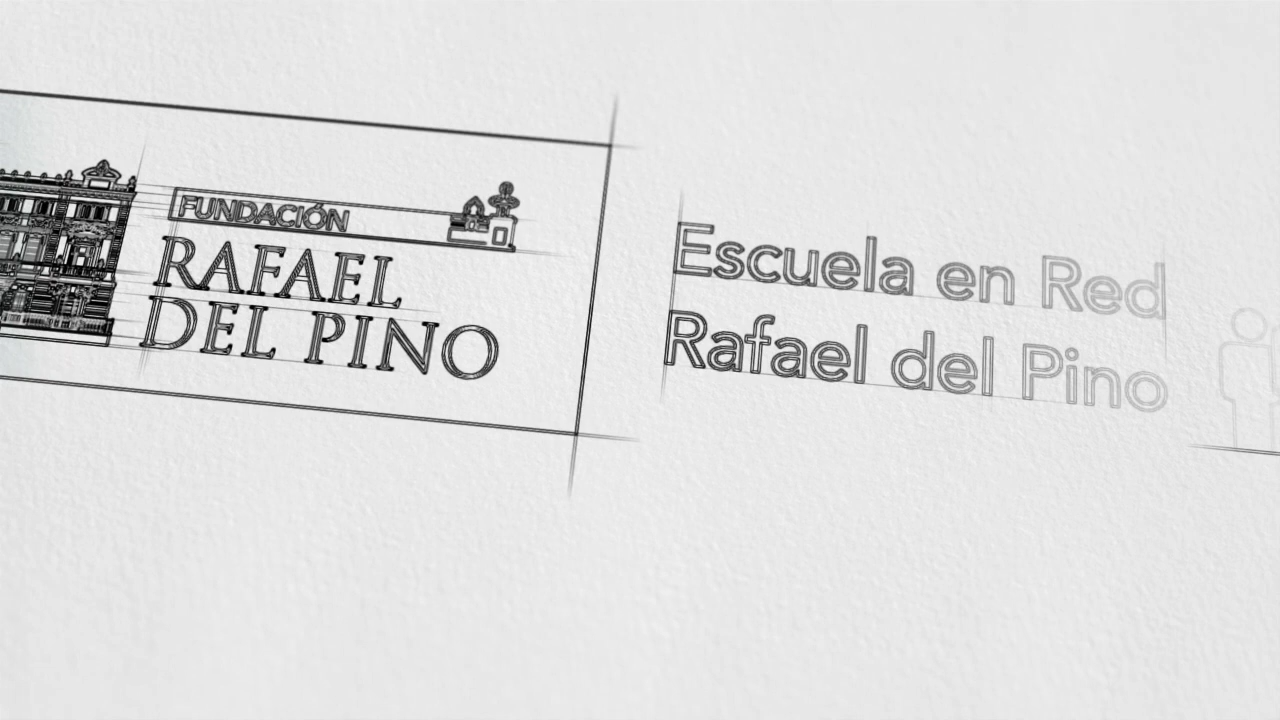 FUNDACIÓN
RAFAEL
DEL PINO
Escuela en Red
Rafael del Pino